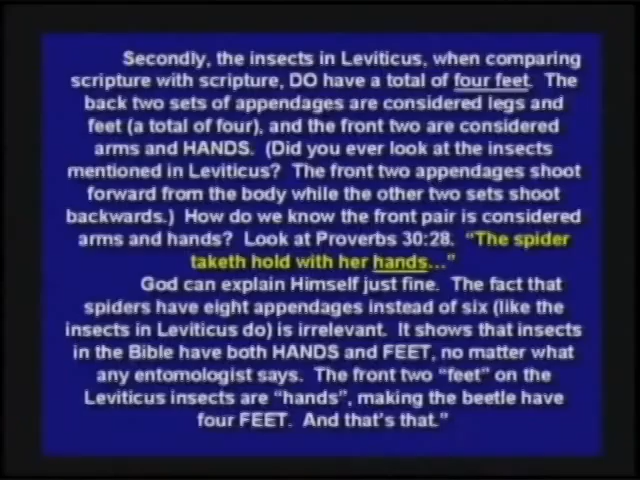 Secondly, the insects in Leviticus, when comparing
scripture with scripture, DO have a total of four feet. The
back two sets of appendages are considered legs and
feet (a total of four), and the front two are considered
arms and HANDS. (Did you ever look at the insects
mentioned in Leviticus? The front two appendages shoot
forward from the body while the other two sets shoot
backwards.) How do we know the front pair is considered
arms and hands? Look at Proverbs 30:28. "The spider
taketh hold with her hands..."
God can explain Himself just fine. The fact that
spiders have eight appendages instead of six (like the
insects in Leviticus do) is irrelevant. It shows that insects
in the Bible have both HANDS and FEET, no matter what
any entomologist says. The front two "feet" on the
Leviticus insects are "hands", making the beetle have
four FEET. And that's that."